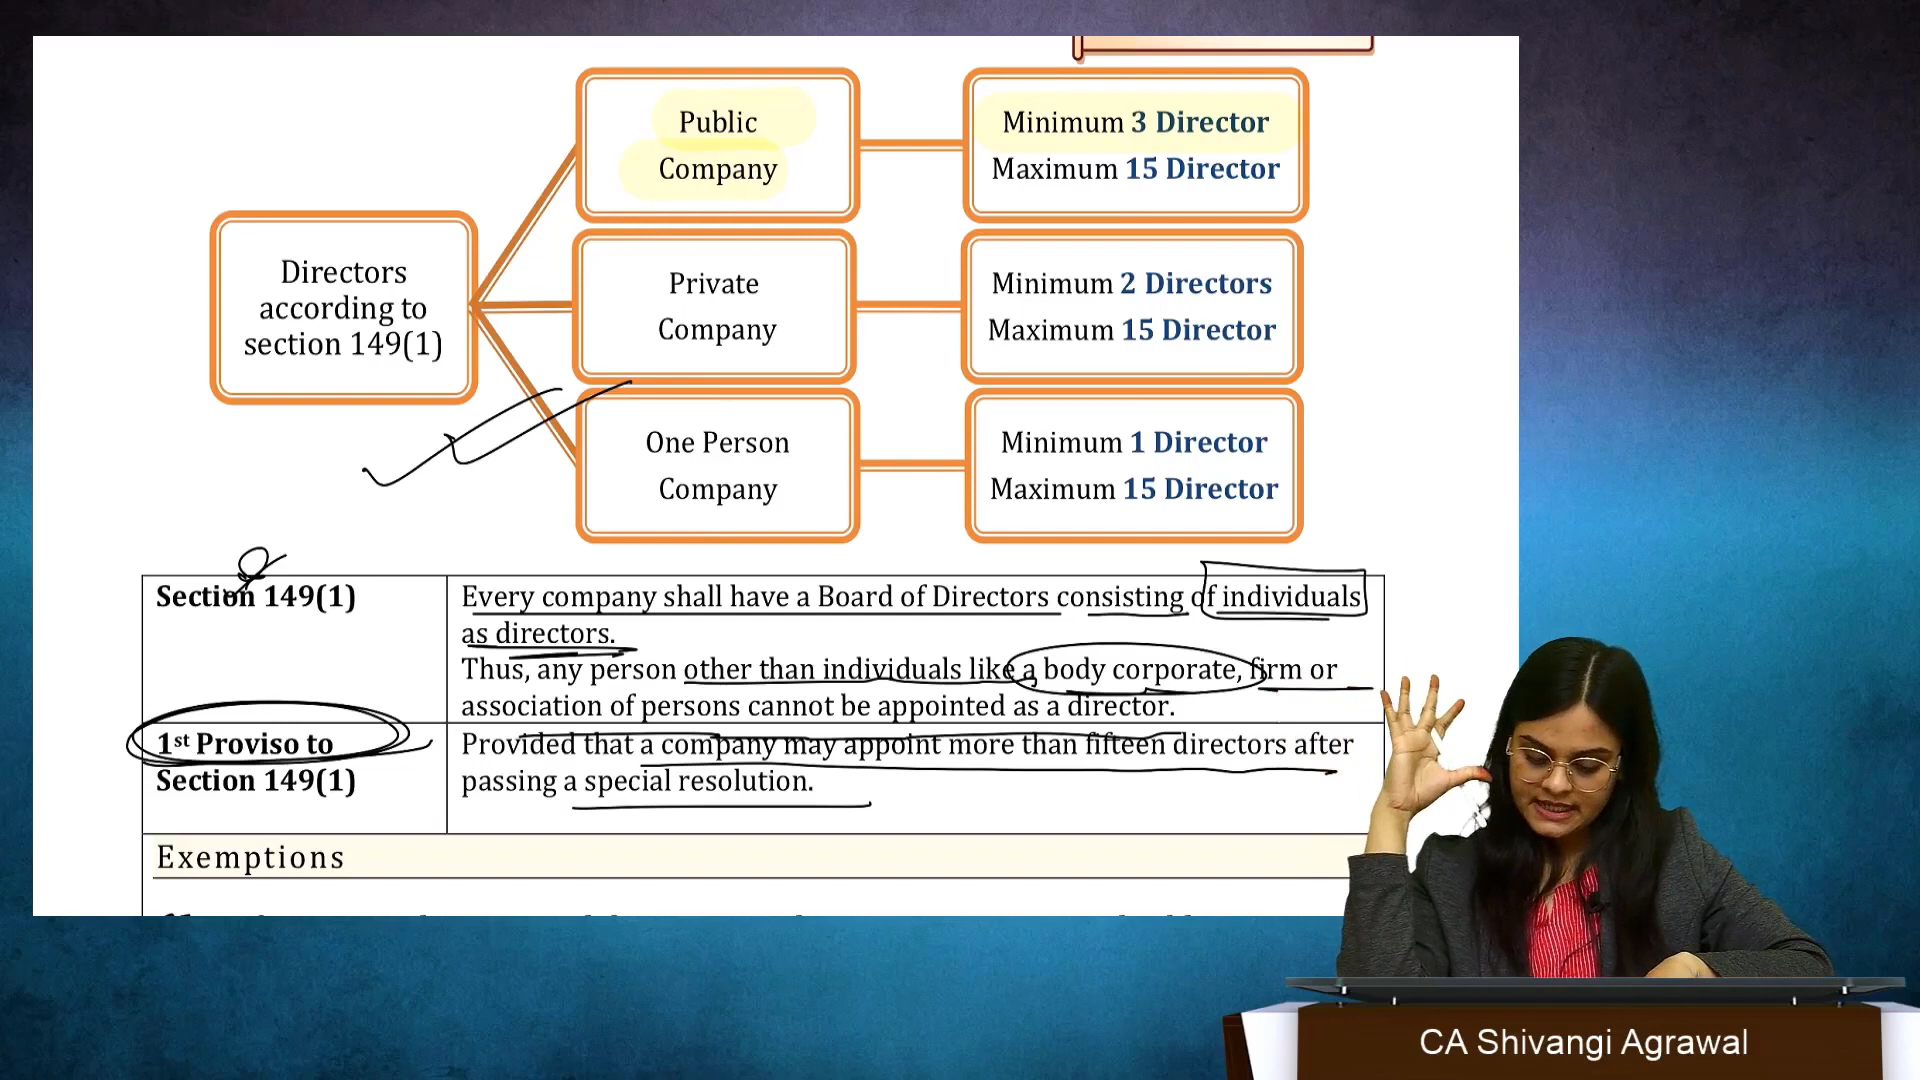 Public
Company
Minimum 3 Director
Maximum 15 Director
Directors
according to
section 149(1)
Private
Company
Minimum 2 Directors
Maximum 15 Director
One Person
Company
Minimum 1 Director
Maximum 15 Director
Section 149(1)
Every company shall have a Board of Directors consisting of individuals
as directors.
Thus, any person other than individuals like a body corporate, firm or
association of persons cannot be appointed as a director.
1st Proviso to
Section 149(1)
Provided that a company may appoint more than fifteen directors after
passing a special resolution.
Exemptions
CA Shivangi Agrawal